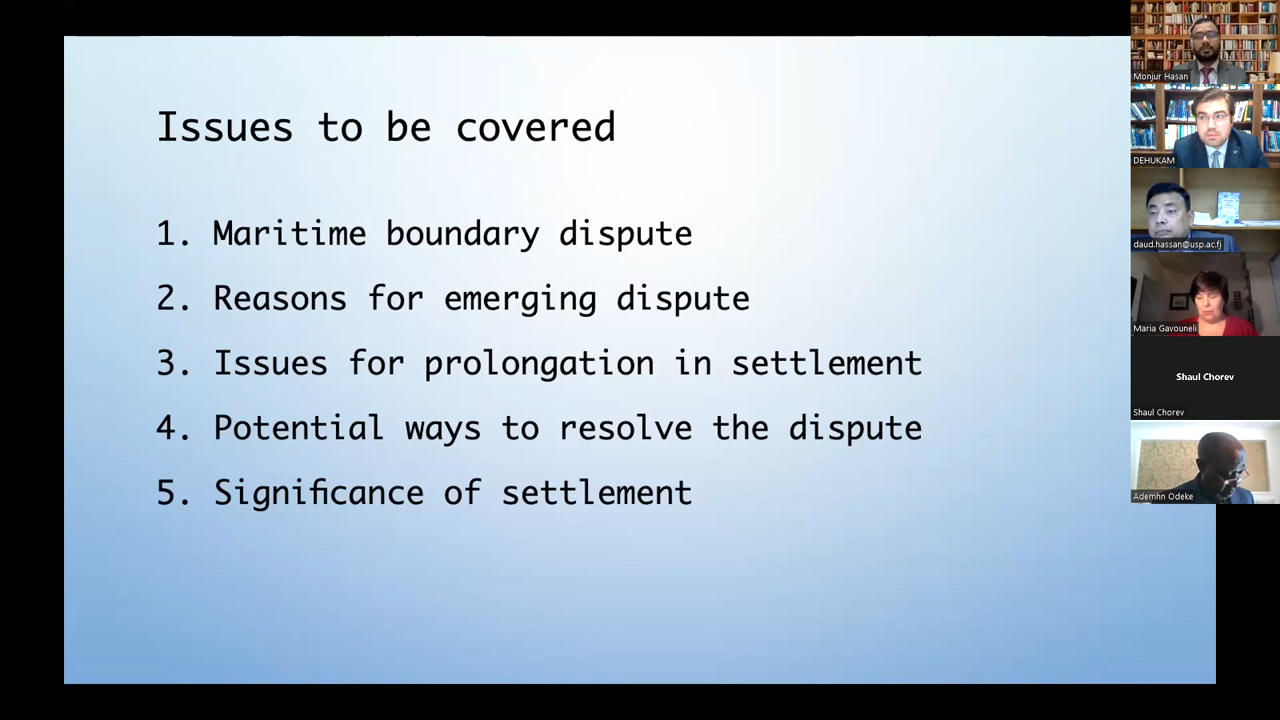 Issues to be covered
1. Maritime boundary dispute
2. Reasons for emerging dispute
3. Issues for prolongation in settlement
4. Potential ways to resolve the dispute
5. Significance of settlement
Monjur Hasan
DEHUKAM
daud.hassan@usp.ac.fj
Maria Gavouneli
Shaul Chorev
Shaul Chorev
Ademhn Odeke